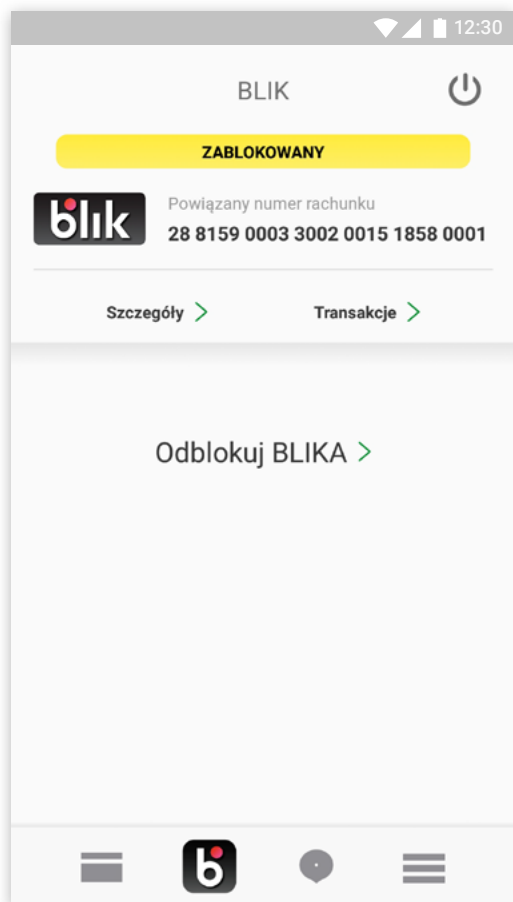 12:30
BLIK
ZABLOKOWANY
blik
Powiązany numer rachunku
28 8159 0003 3002 0015 1858 0001
Szczegóły
Transakcje
Odblokuj BLIKA
b